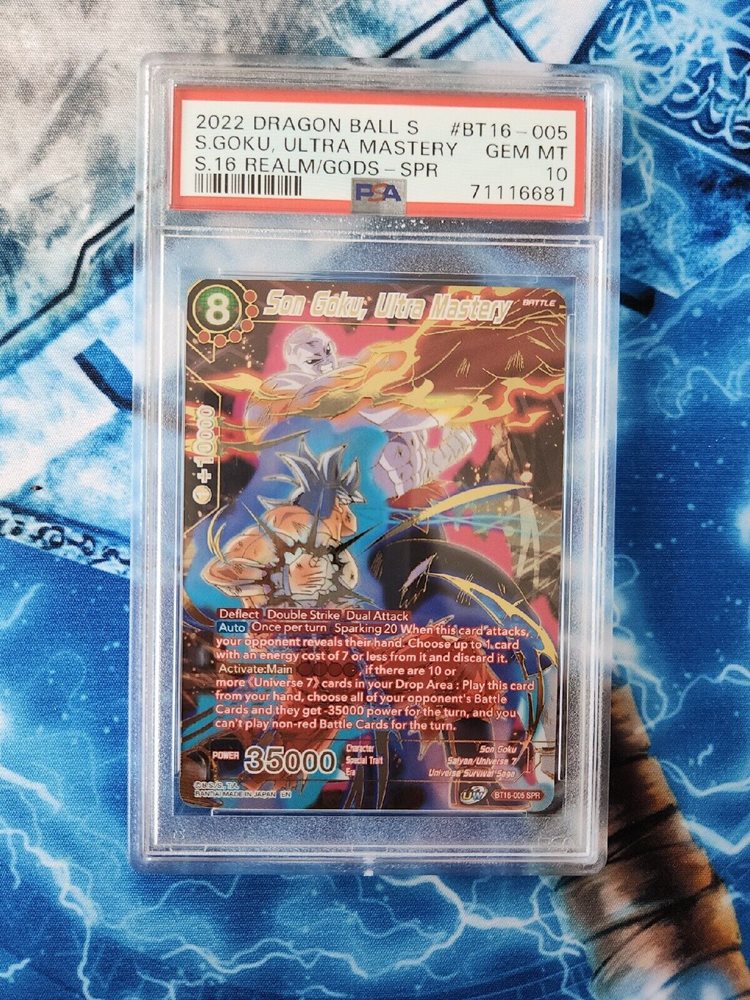 2022 DRAGON BALL S #BT16-005
S.GOKU, ULTRA MASTERY GEM MT
S.16 REALM/GODS-SPR 10
PSA 71116681
8 Son Goku, Ultra Mastery BATTLE
+10000
Deflect Double Strike Dual Attack
Auto Once per turn Sparking 20 When this card attacks,
your opponent reveals their hand. Choose up to 1 card
with an energy cost of 7 or less from it and discard it.
Activate:Main if there are 10 or
more «Universe 7» cards in your Drop Area : Play this card
from your hand, choose all of your opponent's Battle
Cards and they get -35000 power for the turn, and you
can't play non-red Battle Cards for the turn.
POWER 35000
Character Son Goku
Special Trait Saiyan/Universe 7
Era Universe Survival Saga
BANDAI MADE IN JAPAN EN
UW BT16-005 SPR